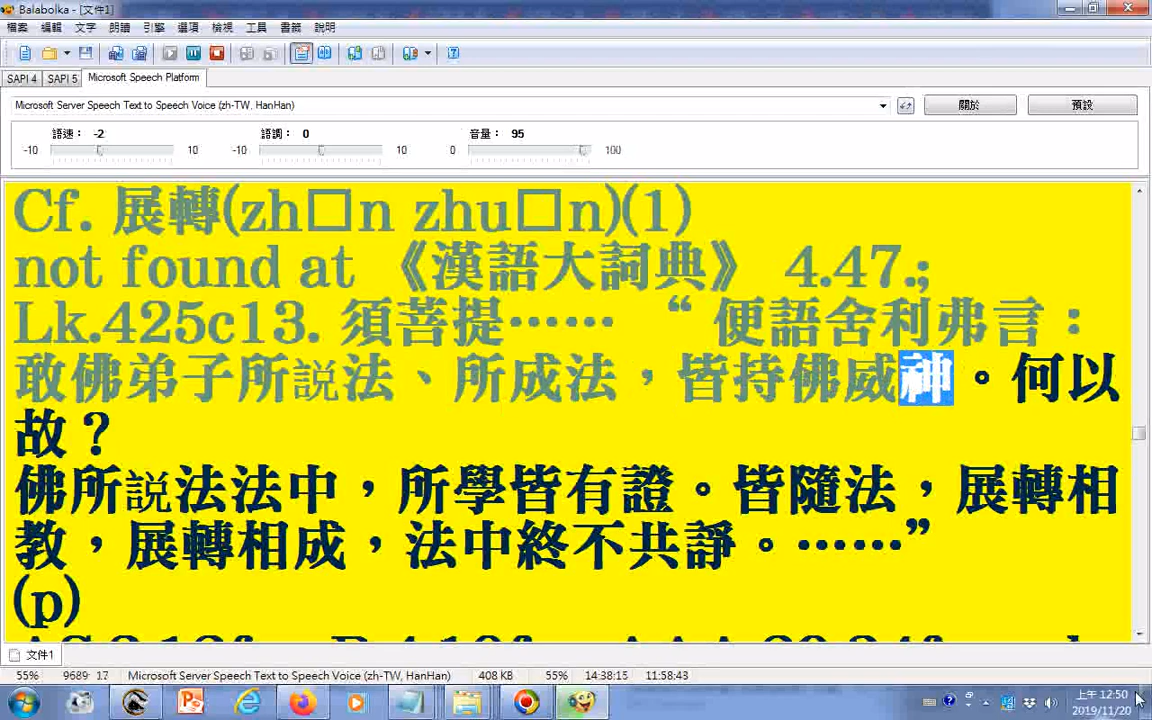 Balabolka - [文件1]
檔案 編輯 文字 朗讀 引擎 選項 檢視 工具 書籤 說明
SAPI 4 SAPI 5 Microsoft Speech Platform
Microsoft Server Speech Text to Speech Voice (zh-TW, HanHan) 關於 預設
語速： -2 語調： 0 音量： 95
-10 10 -10 10 0 100
Cf. 展轉(zh□n zhu□n)(1)
not found at 《漢語大詞典》 4.47.;
Lk.425c13. 須菩提…… “ 便語舍利弗言：
敢佛弟子所説法、所成法，皆持佛威神。何以
故？
佛所説法法中，所學皆有證。皆隨法，展轉相
教，展轉相成，法中終不共諍。……”
(p)
文件1
55% 9689: 17 Microsoft Server Speech Text to Speech Voice (zh-TW, HanHan) 408 KB 55% 14:38:15 11:58:43
上午 12:50
2019/11/20